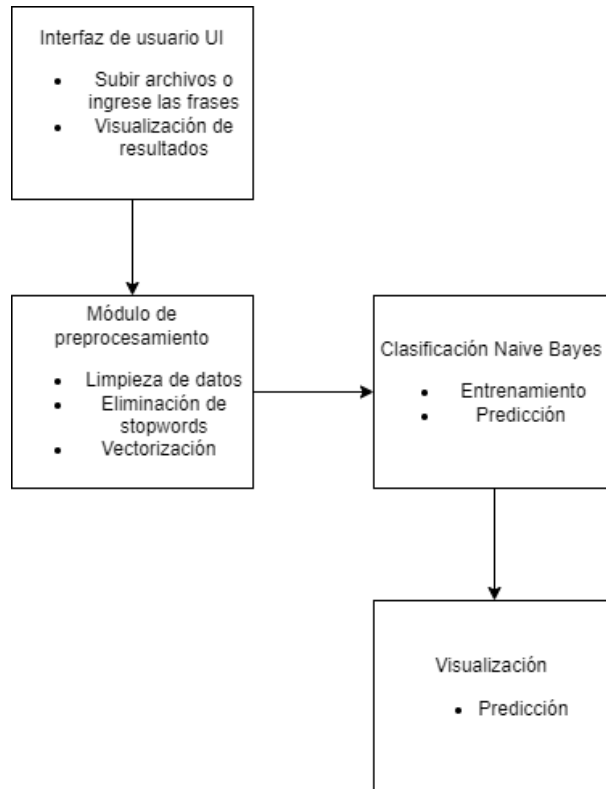 Interfaz de usuario UI
• Subir archivos o
ingrese las frases
• Visualización de
resultados
Módulo de
preprocesamiento
• Limpieza de datos
• Eliminación de
stopwords
• Vectorización
Clasificación Naive Bayes
• Entrenamiento
• Predicción
Visualización
• Predicción